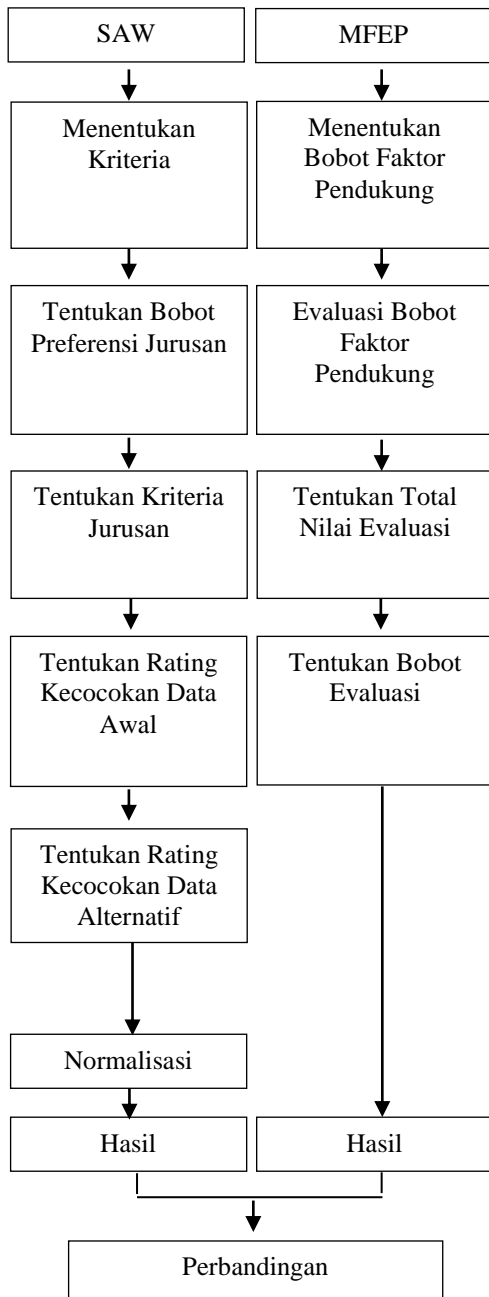 SAW
Menentukan
Kriteria
Tentukan Bobot
Preferensi Jurusan
Tentukan Kriteria
Jurusan
Tentukan Rating
Kecocokan Data
Awal
Tentukan Rating
Kecocokan Data
Alternatif
Normalisasi
Hasil
MFEP
Menentukan
Bobot Faktor
Pendukung
Evaluasi Bobot
Faktor
Pendukung
Tentukan Total
Nilai Evaluasi
Tentukan Bobot
Evaluasi
Hasil
Perbandingan